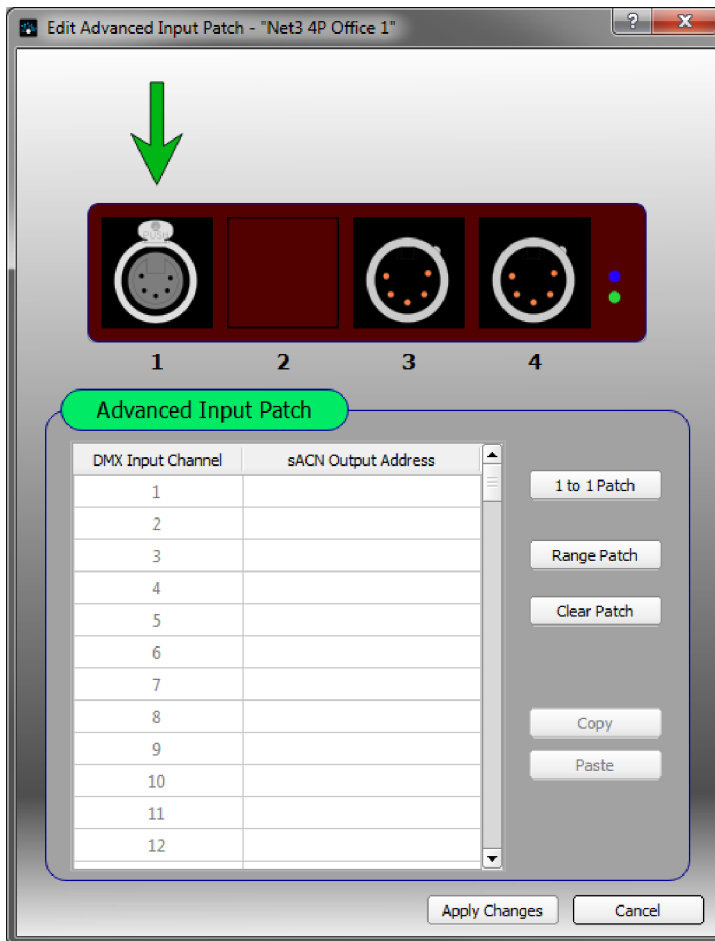 Edit Advanced Input Patch - "Net3 4P Office 1"
?
X
PUSH
1 2 3 4
Advanced Input Patch
DMX Input Channel sACN Output Address
1
2
3
4
5
6
7
8
9
10
11
12
1 to 1 Patch
Range Patch
Clear Patch
Copy
Paste
Apply Changes Cancel